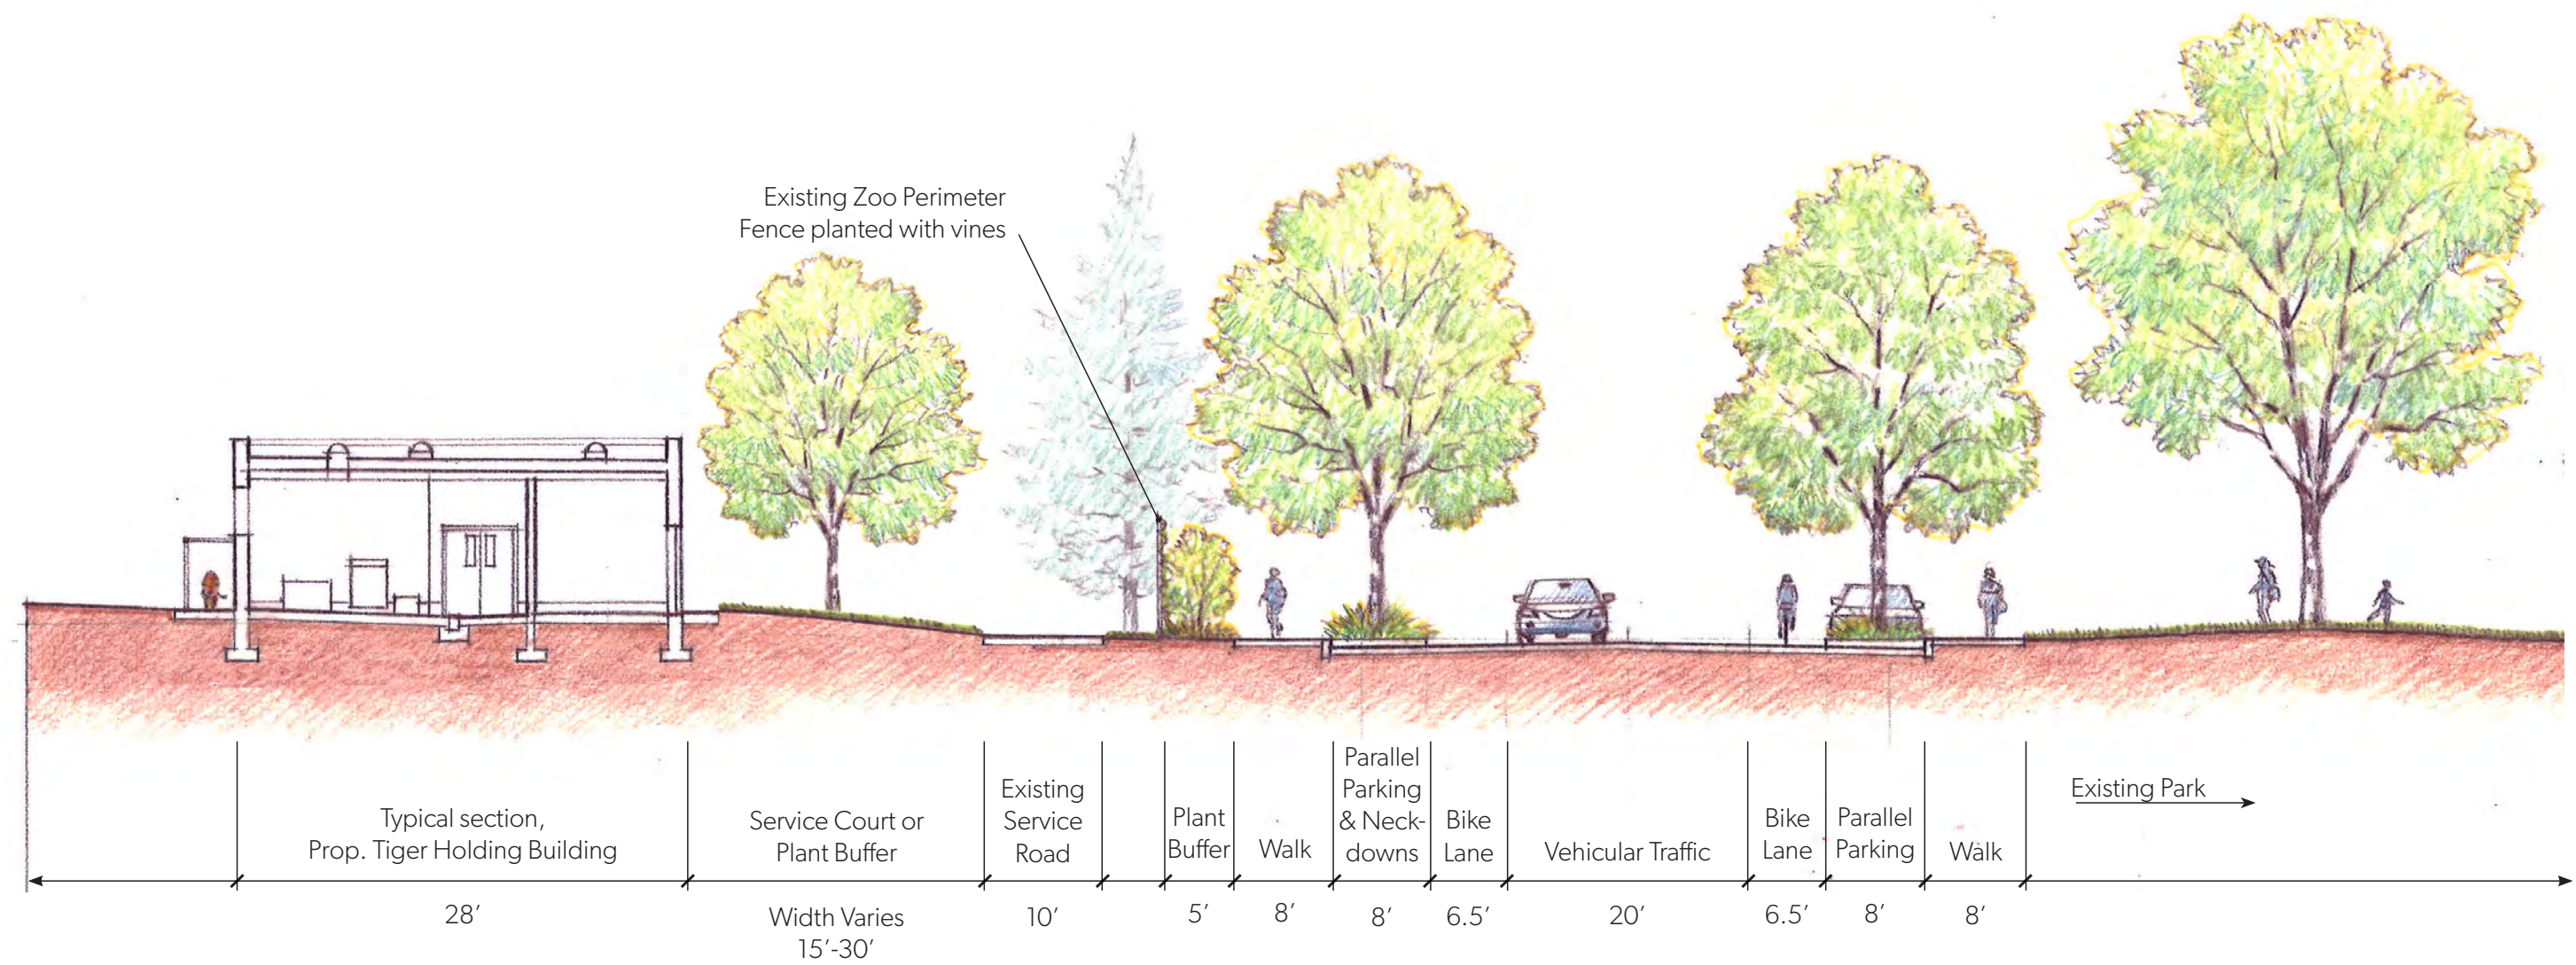 Existing Zoo Perimeter
Fence planted with vines
Typical section,
Prop. Tiger Holding Building
Service Court or
Plant Buffer
Existing
Service
Road
Plant
Buffer
Walk
Parallel
Parking
& Neck-
downs
Bike
Lane
Vehicular Traffic
Bike
Lane
Parallel
Parking
Walk
Existing Park
28’
Width Varies
15’-30’
10’
5’
8’
8’
6.5’
20’
6.5’
8’
8’